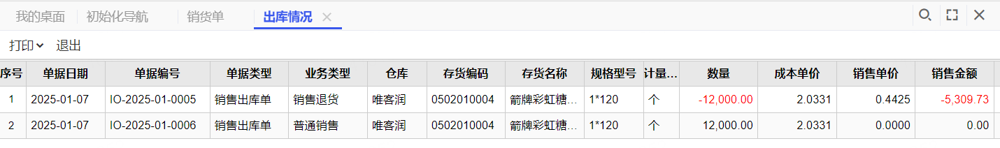 我的桌面 初始化导航 销货单 出库情况
打印 退出
序号 单据日期 单据编号 单据类型 业务类型 仓库 存货编码 存货名称 规格型号 计量... 数量 成本单价 销售单价 销售金额
1 2025-01-07 IO-2025-01-0005 销售出库单 销售退货 唯客润 0502010004 箭牌彩虹糖... 1*120 个 -12,000.00 2.0331 0.4425 -5,309.73
2 2025-01-07 IO-2025-01-0006 销售出库单 普通销售 唯客润 0502010004 箭牌彩虹糖... 1*120 个 12,000.00 2.0331 0.0000 0.00